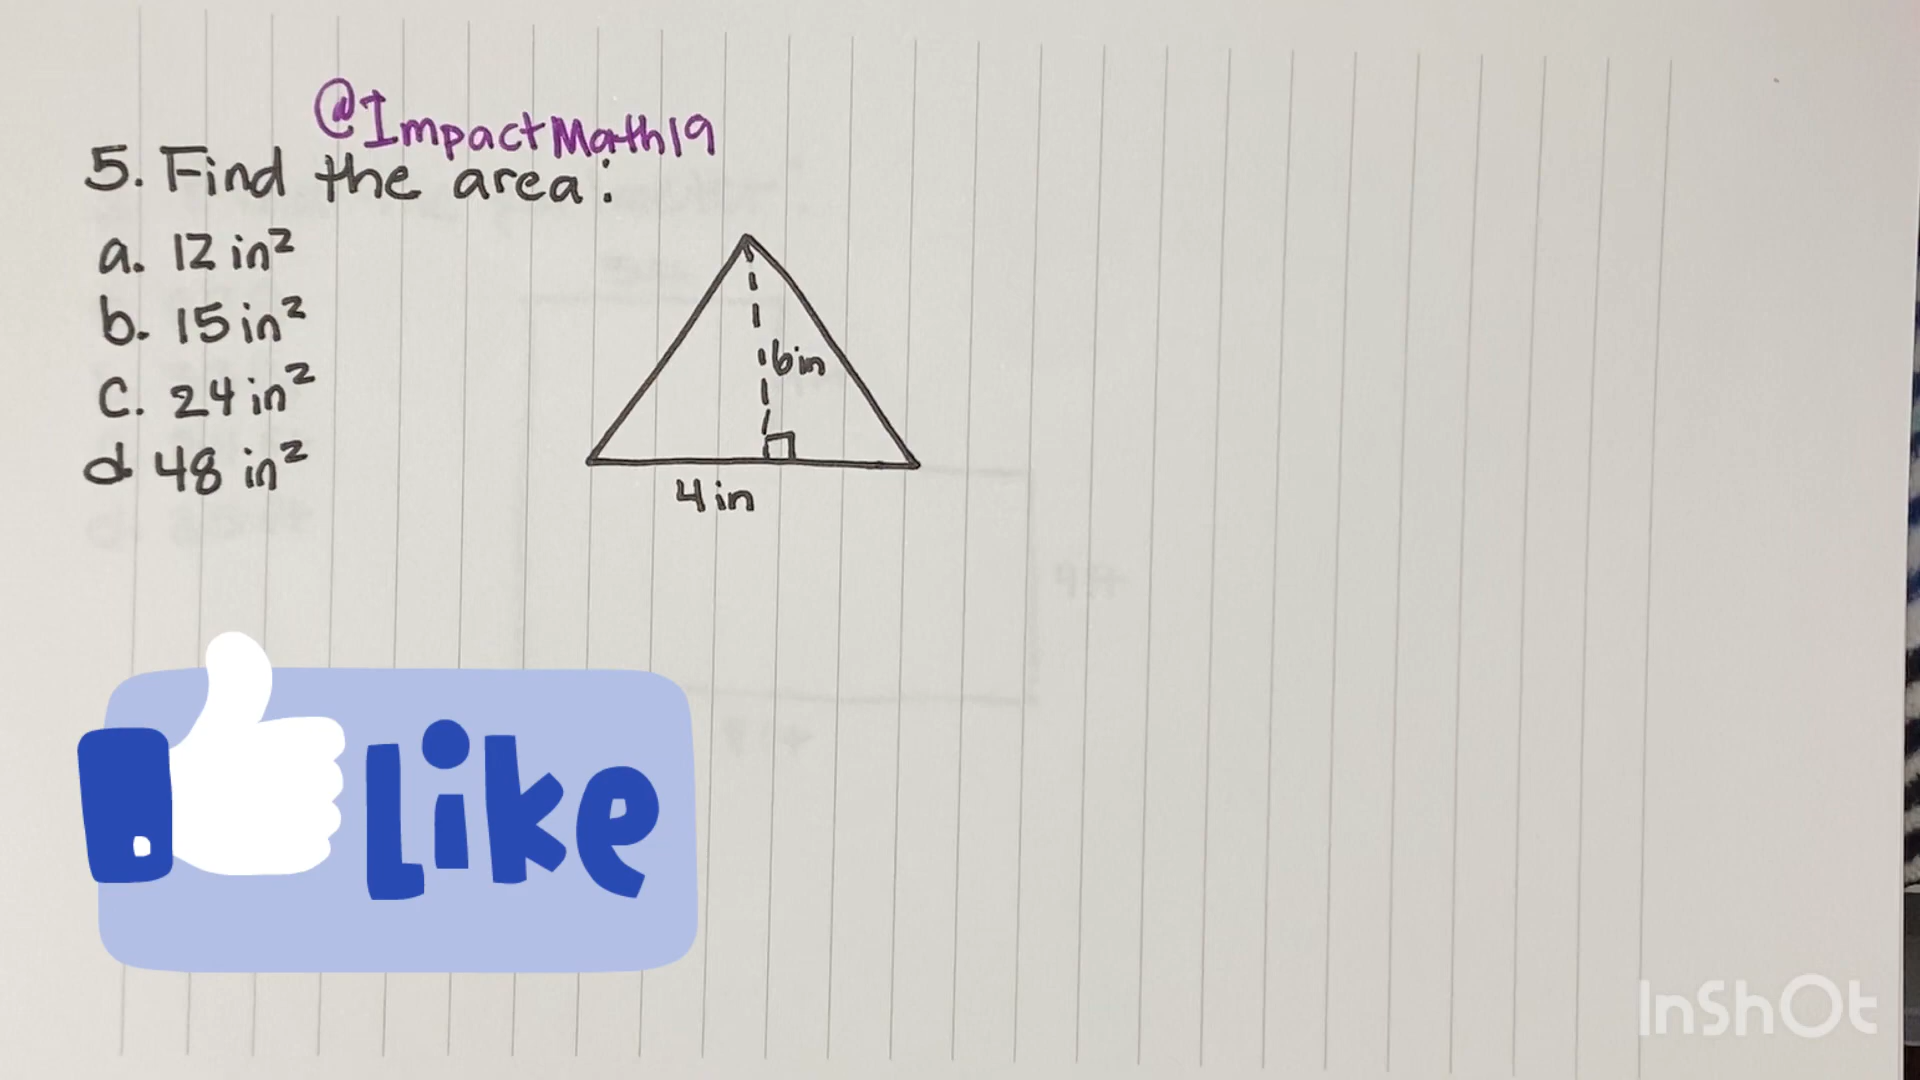 @ImpactMath19
5. Find the area:
a. 12 in²
b. 15 in²
c. 24 in²
d 48 in²
6in
4in
Like
InShOt